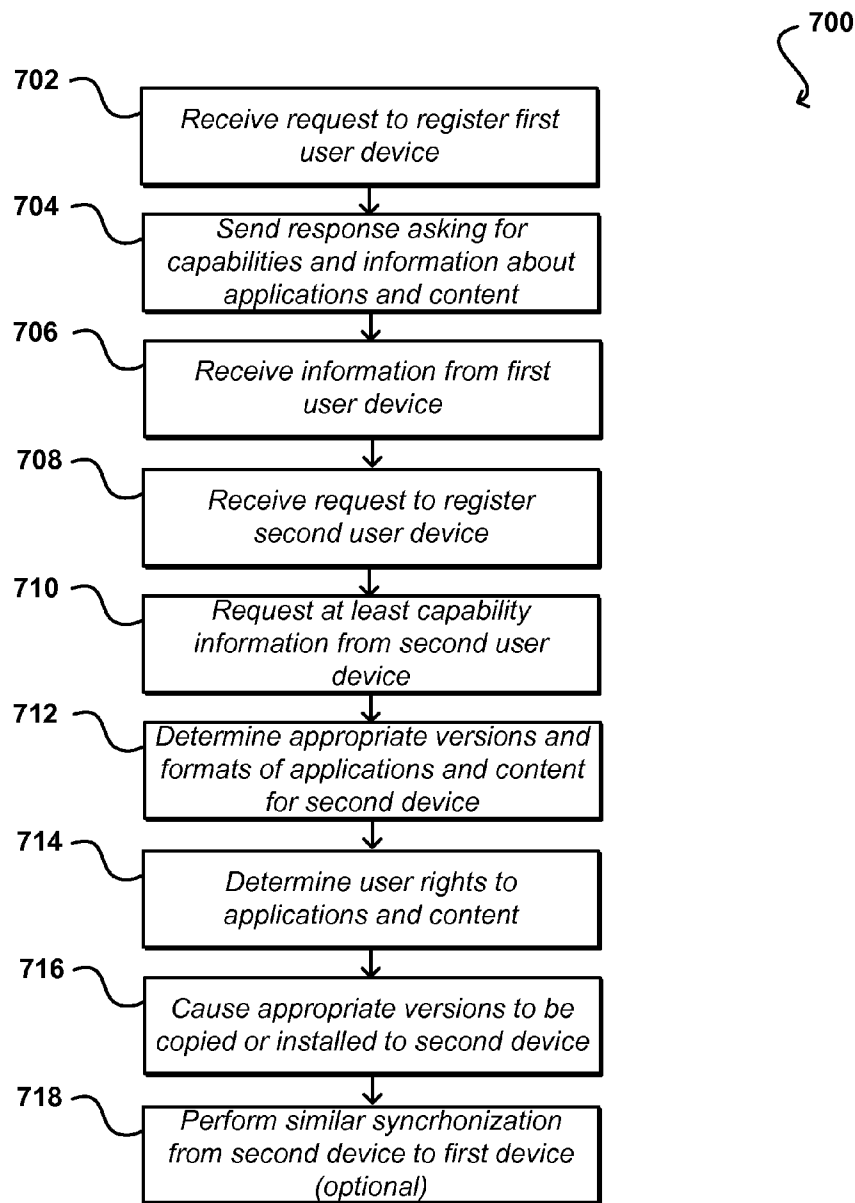 700
702
Receive request to register first
user device
704
Send response asking for
capabilities and information about
applications and content
706
Receive information from first
user device
708
Receive request to register
second user device
710
Request at least capability
information from second user
device
712
Determine appropriate versions and
formats of applications and content
for second device
714
Determine user rights to
applications and content
716
Cause appropriate versions to be
copied or installed to second device
718
Perform similar syncrhonization
from second device to first device
(optional)